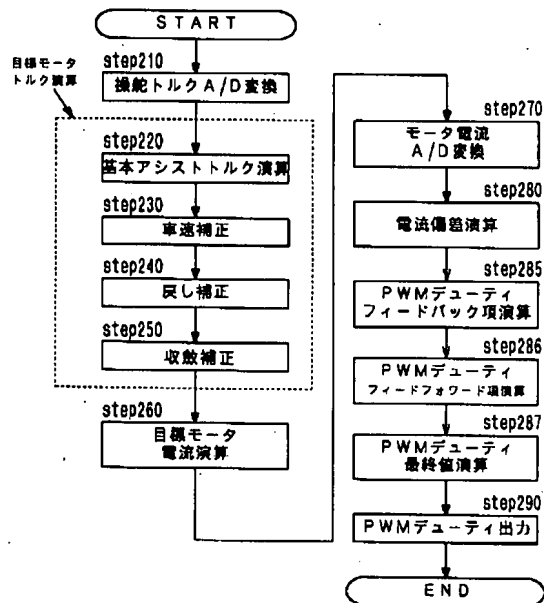 START
目標モータ
トルク演算
step210
操舵トルクA/D変換
step220
基本アシストトルク演算
step230
車速補正
step240
戻し補正
step250
収斂補正
step260
目標モータ
電流演算
step270
モータ電流
A/D変換
step280
電流偏差演算
step285
PWMデューティ
フィードバック項演算
step286
PWMデューティ
フィードフォワード項演算
step287
PWMデューティ
最終値演算
step290
PWMデューティ出力
END